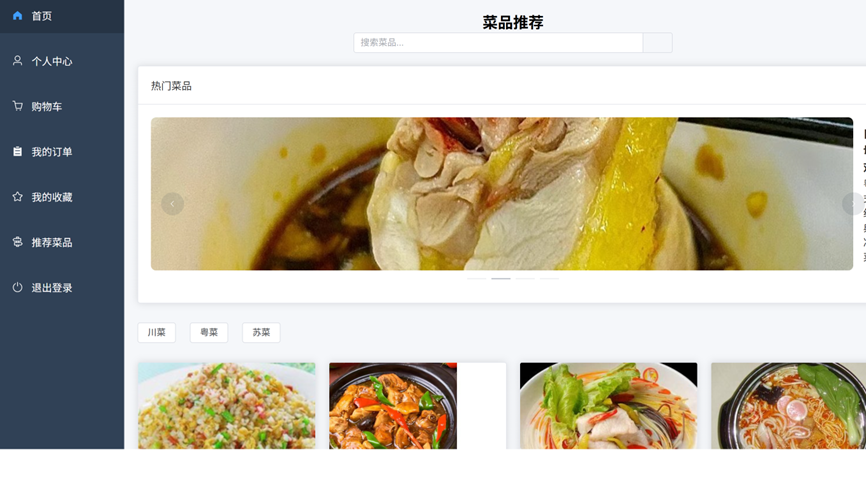 首页
个人中心
购物车
我的订单
我的收藏
推荐菜品
退出登录
菜品推荐
搜索菜品...
热门菜品
川菜
粤菜
苏菜